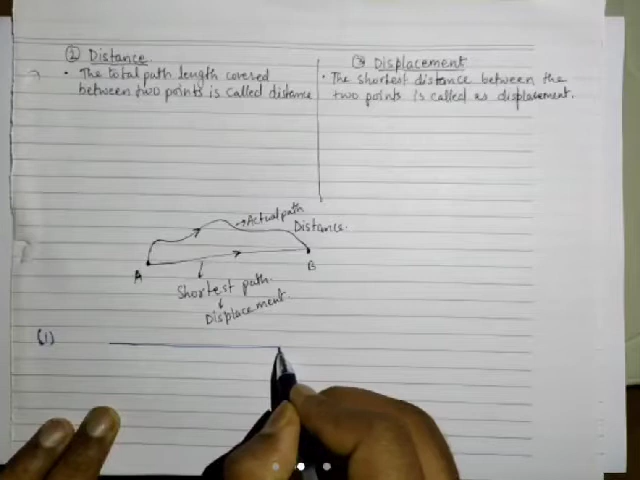 ② Distance.
• The total path length covered
between two points is called distance
③ Displacement
• The shortest distance between the
two points is called as displacement.
→ Actual path
Distance.
A
B
Shortest path.
↓
Displacement.
(1)